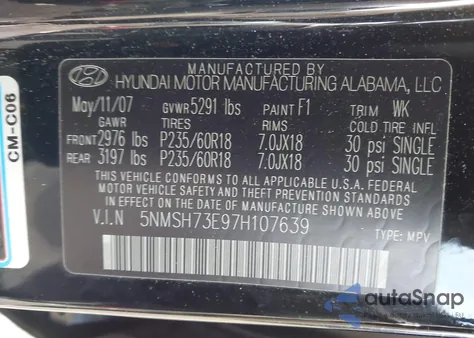 MANUFACTURED BY
HYUNDAI MOTOR MANUFACTURING ALABAMA, LLC
May/11/07 GVWR 5291 lbs PAINT F1 TRIM WK
GAWR TIRES RIMS COLD TIRE INFL
FRONT 2976 lbs P235/60R18 7.0JX18 30 psi SINGLE
REAR 3197 lbs P235/60R18 7.0JX18 30 psi SINGLE
THIS VEHICLE CONFORMS TO ALL APPLICABLE U.S.A. FEDERAL
MOTOR VEHICLE SAFETY AND THEFT PREVENTION STANDARDS IN
EFFECT ON THE DATE OF MANUFACTURE SHOWN ABOVE.
V.I.N 5NMSH73E97H107639
TYPE: MPV
CM-C06
autoSnap